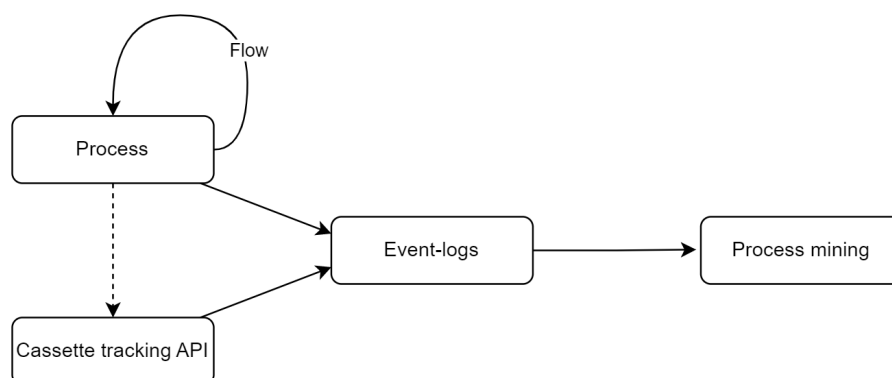 Flow
Process
Event-logs
Process mining
Cassette tracking API